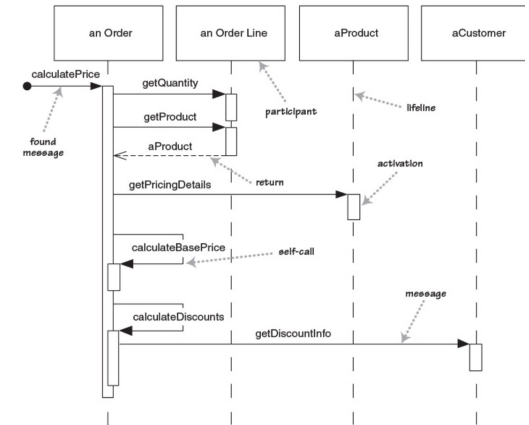 an Order
an Order Line
aProduct
aCustomer
calculatePrice
getQuantity
participant
lifeline
found
message
getProduct
aProduct
return
activation
getPricingDetails
calculateBasePrice
self-call
calculateDiscounts
message
getDiscountInfo